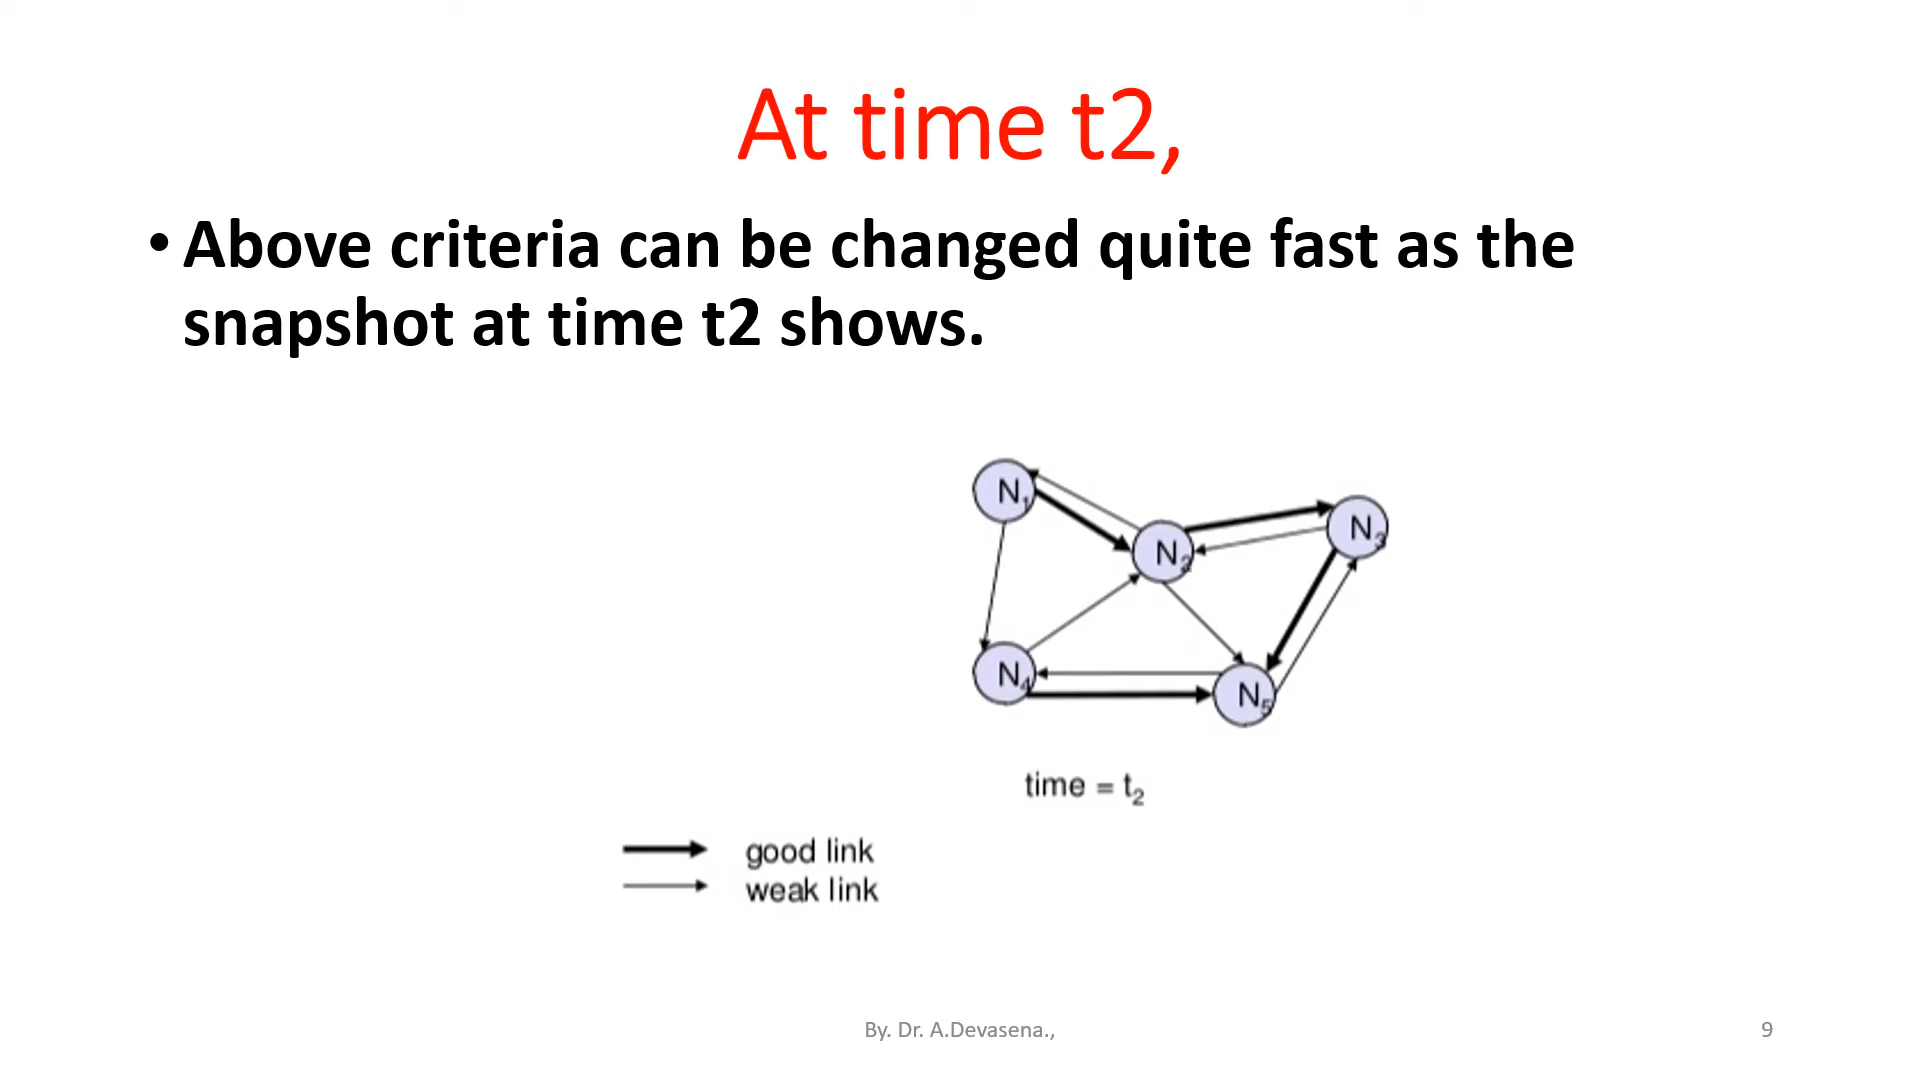 At time t2,
• Above criteria can be changed quite fast as the
snapshot at time t2 shows.
N1
N2
N3
N4
N5
time = t2
good link
weak link
By. Dr. A.Devasena.,
9